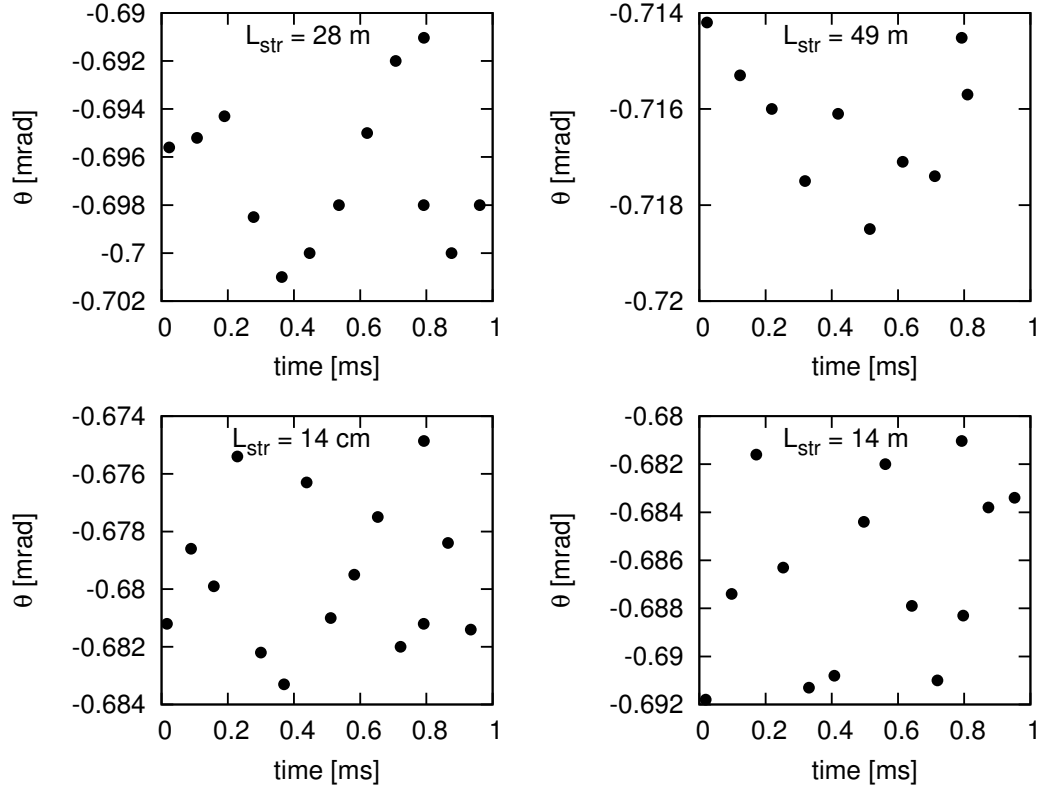 -0.69
-0.692
-0.694
-0.696
-0.698
-0.7
-0.702
0 0.2 0.4 0.6 0.8 1
θ [mrad]
time [ms]
L_str = 28 m
-0.714
-0.716
-0.718
-0.72
0 0.2 0.4 0.6 0.8 1
θ [mrad]
time [ms]
L_str = 49 m
-0.674
-0.676
-0.678
-0.68
-0.682
-0.684
0 0.2 0.4 0.6 0.8 1
θ [mrad]
time [ms]
L_str = 14 cm
-0.68
-0.682
-0.684
-0.686
-0.688
-0.69
-0.692
0 0.2 0.4 0.6 0.8 1
θ [mrad]
time [ms]
L_str = 14 m